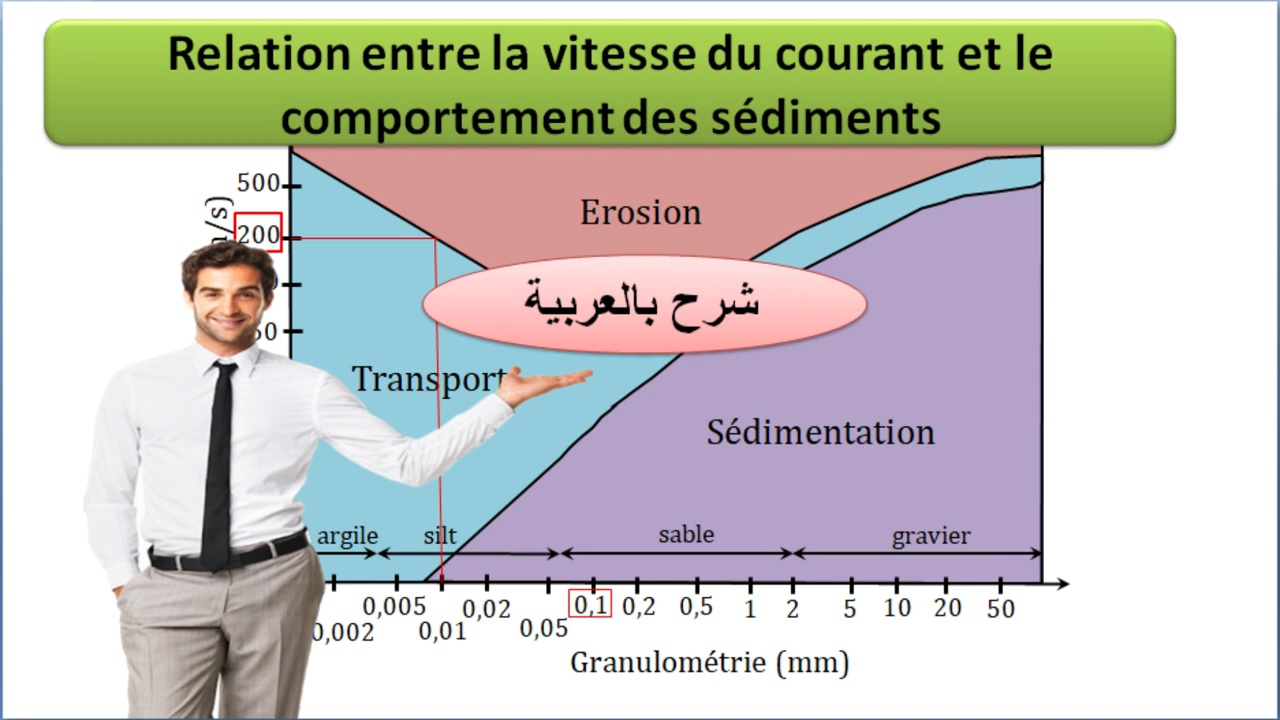 Relation entre la vitesse du courant et le
comportement des sédiments
500
200
Erosion
شرح بالعربية
Transport
Sédimentation
argile
silt
sable
gravier
0,005
0,02
0,1
0,2
0,5
1
2
5
10
20
50
0,002
0,01
0,05
Granulométrie (mm)